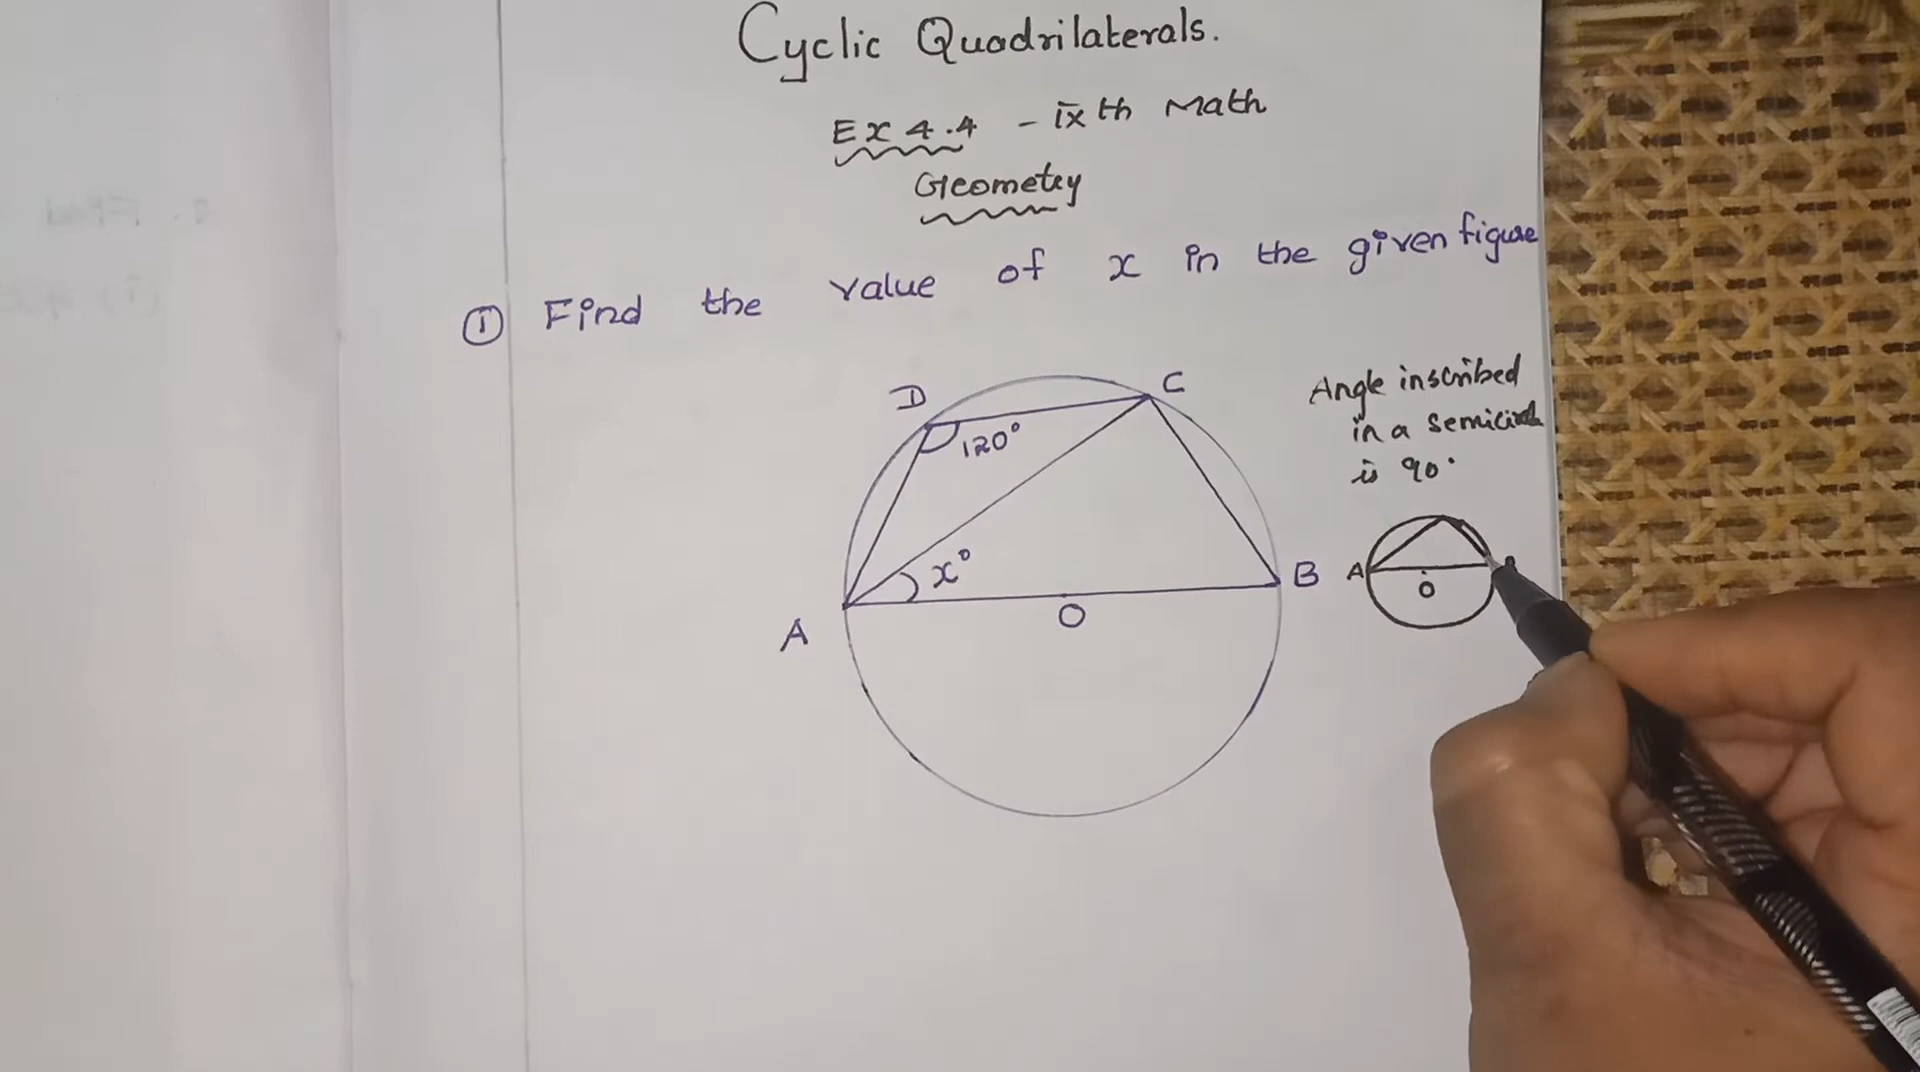 Cyclic Quadrilaterals.
Ex 4.4 - ixth Math
Geometry
① Find the value of x in the given figure
D
C
120°
x°
A
B
O
Angle inscribed
in a semicircle
is 90°
A
O